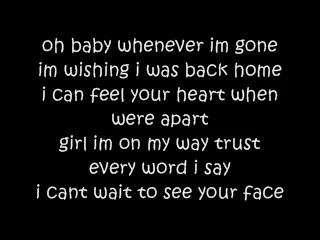 oh baby whenever im gone
im wishing i was back home
i can feel your heart when
were apart
girl im on my way trust
every word i say
i cant wait to see your face